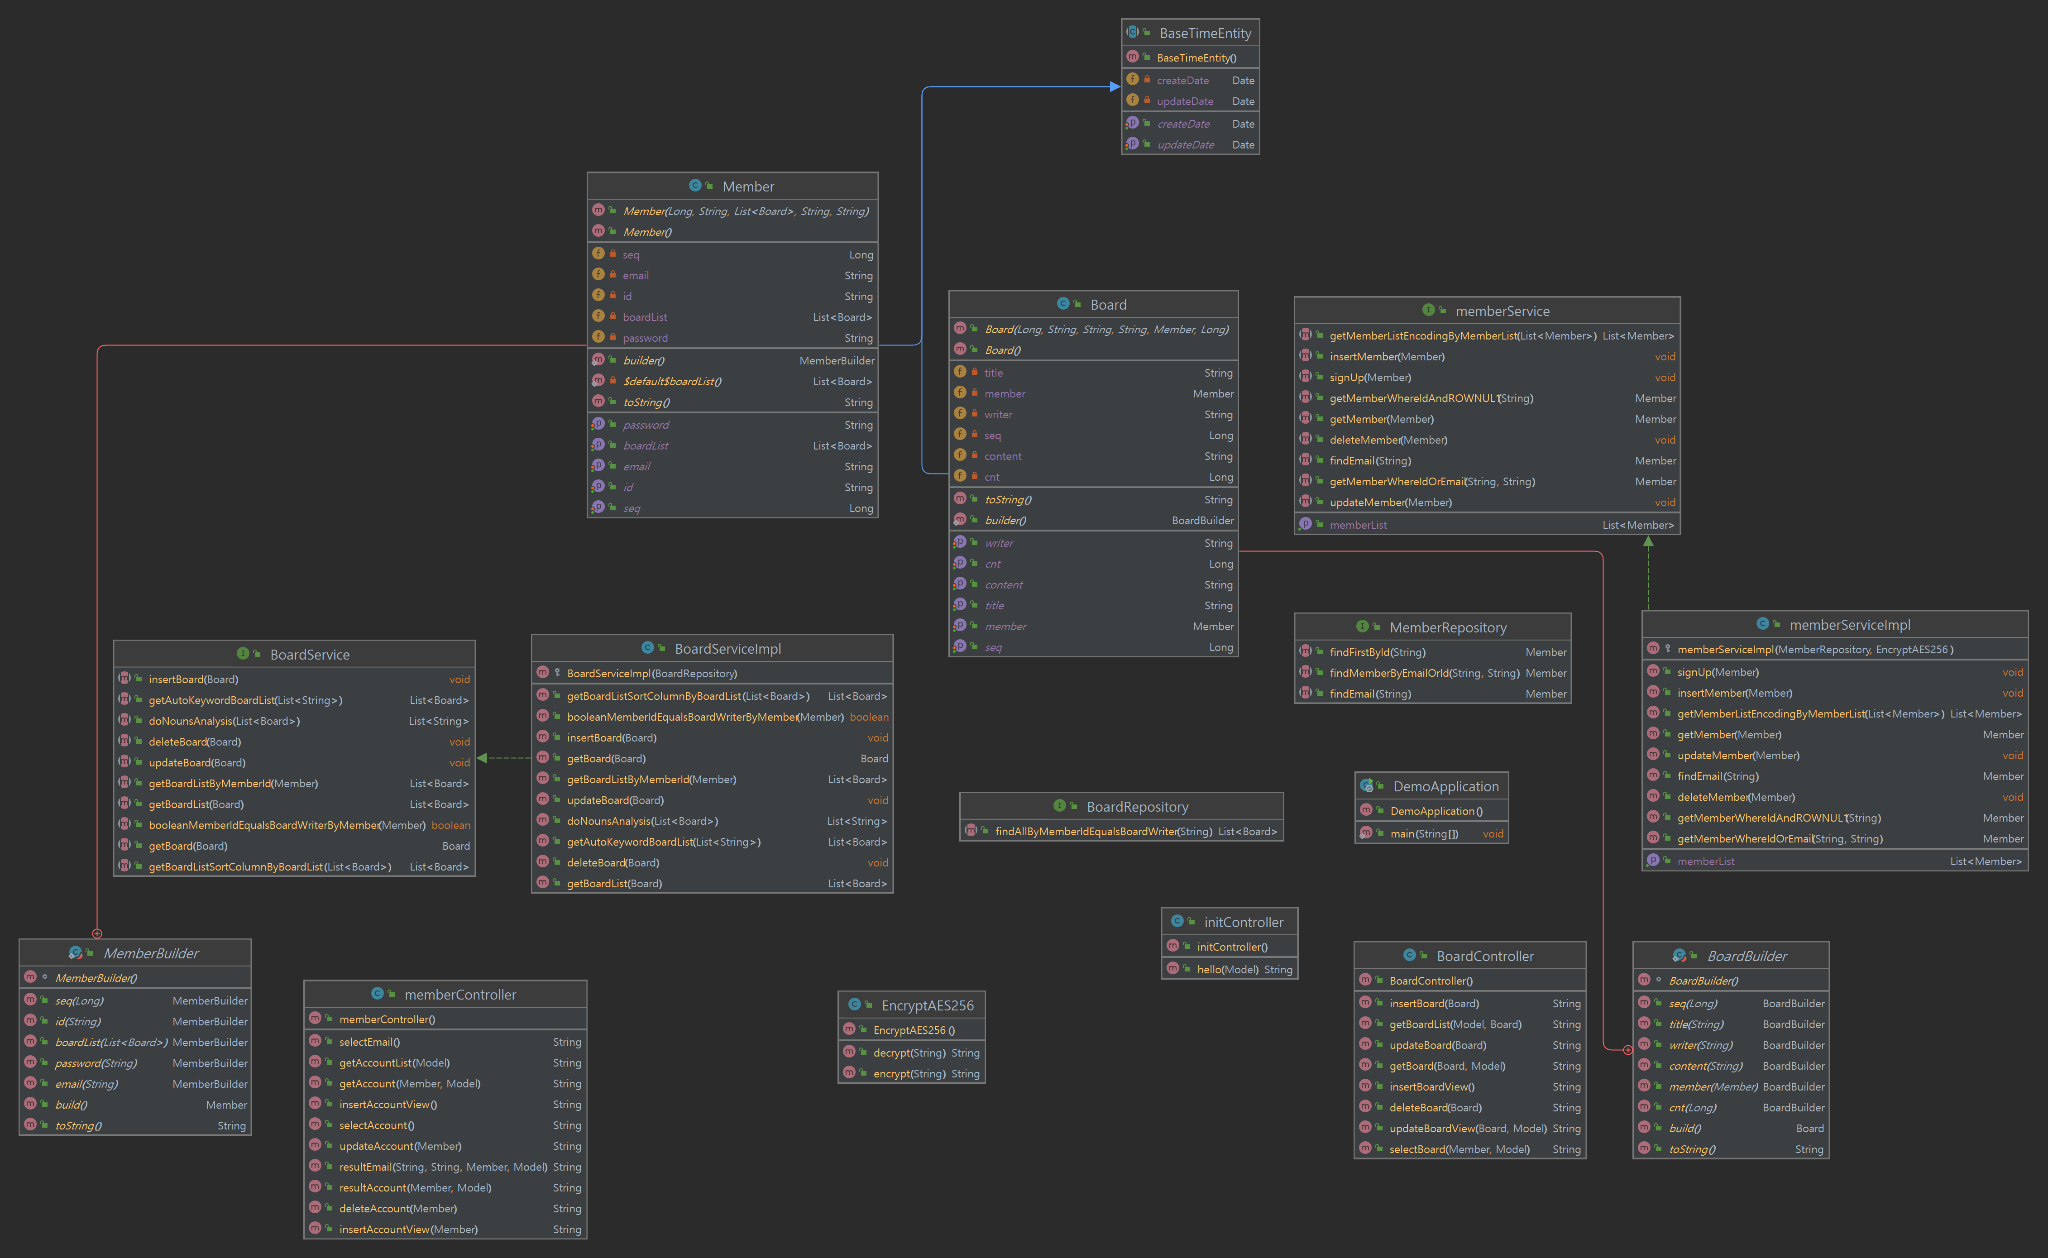 BaseTimeEntity
BaseTimeEntity()
createDate Date
updateDate Date
createDate Date
updateDate Date
Member
Member(Long, String, List<Board>, String, String)
Member()
seq Long
email String
id String
boardList List<Board>
password String
builder() MemberBuilder
$default$boardList() List<Board>
toString() String
password String
boardList List<Board>
email String
id String
seq Long
Board
Board(Long, String, String, String, Member, Long)
Board()
title String
member Member
writer String
seq Long
content String
cnt Long
toString() String
builder() BoardBuilder
writer String
cnt Long
content String
title String
member Member
seq Long
memberService
getMemberListEncodingByMemberList(List<Member>) List<Member>
insertMember(Member) void
signUp(Member) void
getMemberWhereIdAndROWNUL1(String) Member
getMember(Member) Member
deleteMember(Member) void
findEmail(String) Member
getMemberWhereIdOrEmail(String, String) Member
updateMember(Member) void
memberList List<Member>
BoardService
insertBoard(Board) void
getAutoKeywordBoardList(List<String>) List<Board>
doNounsAnalysis(List<Board>) List<String>
deleteBoard(Board) void
updateBoard(Board) void
getBoardListByMemberId(Member) List<Board>
getBoardList(Board) List<Board>
booleanMemberIdEqualsBoardWriterByMember(Member) boolean
getBoard(Board) Board
getBoardListSortColumnByBoardList(List<Board>) List<Board>
BoardServiceImpl
BoardServiceImpl(BoardRepository)
getBoardListSortColumnByBoardList(List<Board>) List<Board>
booleanMemberIdEqualsBoardWriterByMember(Member) boolean
insertBoard(Board) void
getBoard(Board) Board
getBoardListByMemberId(Member) List<Board>
updateBoard(Board) void
doNounsAnalysis(List<Board>) List<String>
getAutoKeywordBoardList(List<String>) List<Board>
deleteBoard(Board) void
getBoardList(Board) List<Board>
MemberRepository
findFirstById(String) Member
findMemberByEmailOrId(String, String) Member
findEmail(String) Member
memberServiceImpl
memberServiceImpl(MemberRepository, EncryptAES256)
signUp(Member) void
insertMember(Member) void
getMemberListEncodingByMemberList(List<Member>) List<Member>
getMember(Member) Member
updateMember(Member) void
findEmail(String) Member
deleteMember(Member) void
getMemberWhereIdAndROWNUL1(String) Member
getMemberWhereIdOrEmail(String, String) Member
memberList List<Member>
BoardRepository
findAllByMemberIdEqualsBoardWriter(String) List<Board>
DemoApplication
DemoApplication()
main(String[]) void
initController
initController()
hello(Model) String
MemberBuilder
MemberBuilder()
seq(Long) MemberBuilder
id(String) MemberBuilder
boardList(List<Board>) MemberBuilder
password(String) MemberBuilder
email(String) MemberBuilder
build() Member
toString() String
memberController
memberController()
selectEmail() String
getAccountList(Model) String
getAccount(Member, Model) String
insertAccountView() String
selectAccount() String
updateAccount(Member) String
resultEmail(String, String, Member, Model) String
resultAccount(Member, Model) String
deleteAccount(Member) String
insertAccountView(Member) String
EncryptAES256
EncryptAES256 ()
decrypt(String) String
encrypt(String) String
BoardController
BoardController()
insertBoard(Board) String
getBoardList(Model, Board) String
updateBoard(Board) String
getBoard(Board, Model) String
insertBoardView() String
deleteBoard(Board) String
updateBoardView(Board, Model) String
selectBoard(Member, Model) String
BoardBuilder
BoardBuilder()
seq(Long) BoardBuilder
title(String) BoardBuilder
writer(String) BoardBuilder
content(String) BoardBuilder
member(Member) BoardBuilder
cnt(Long) BoardBuilder
build() Board
toString() String